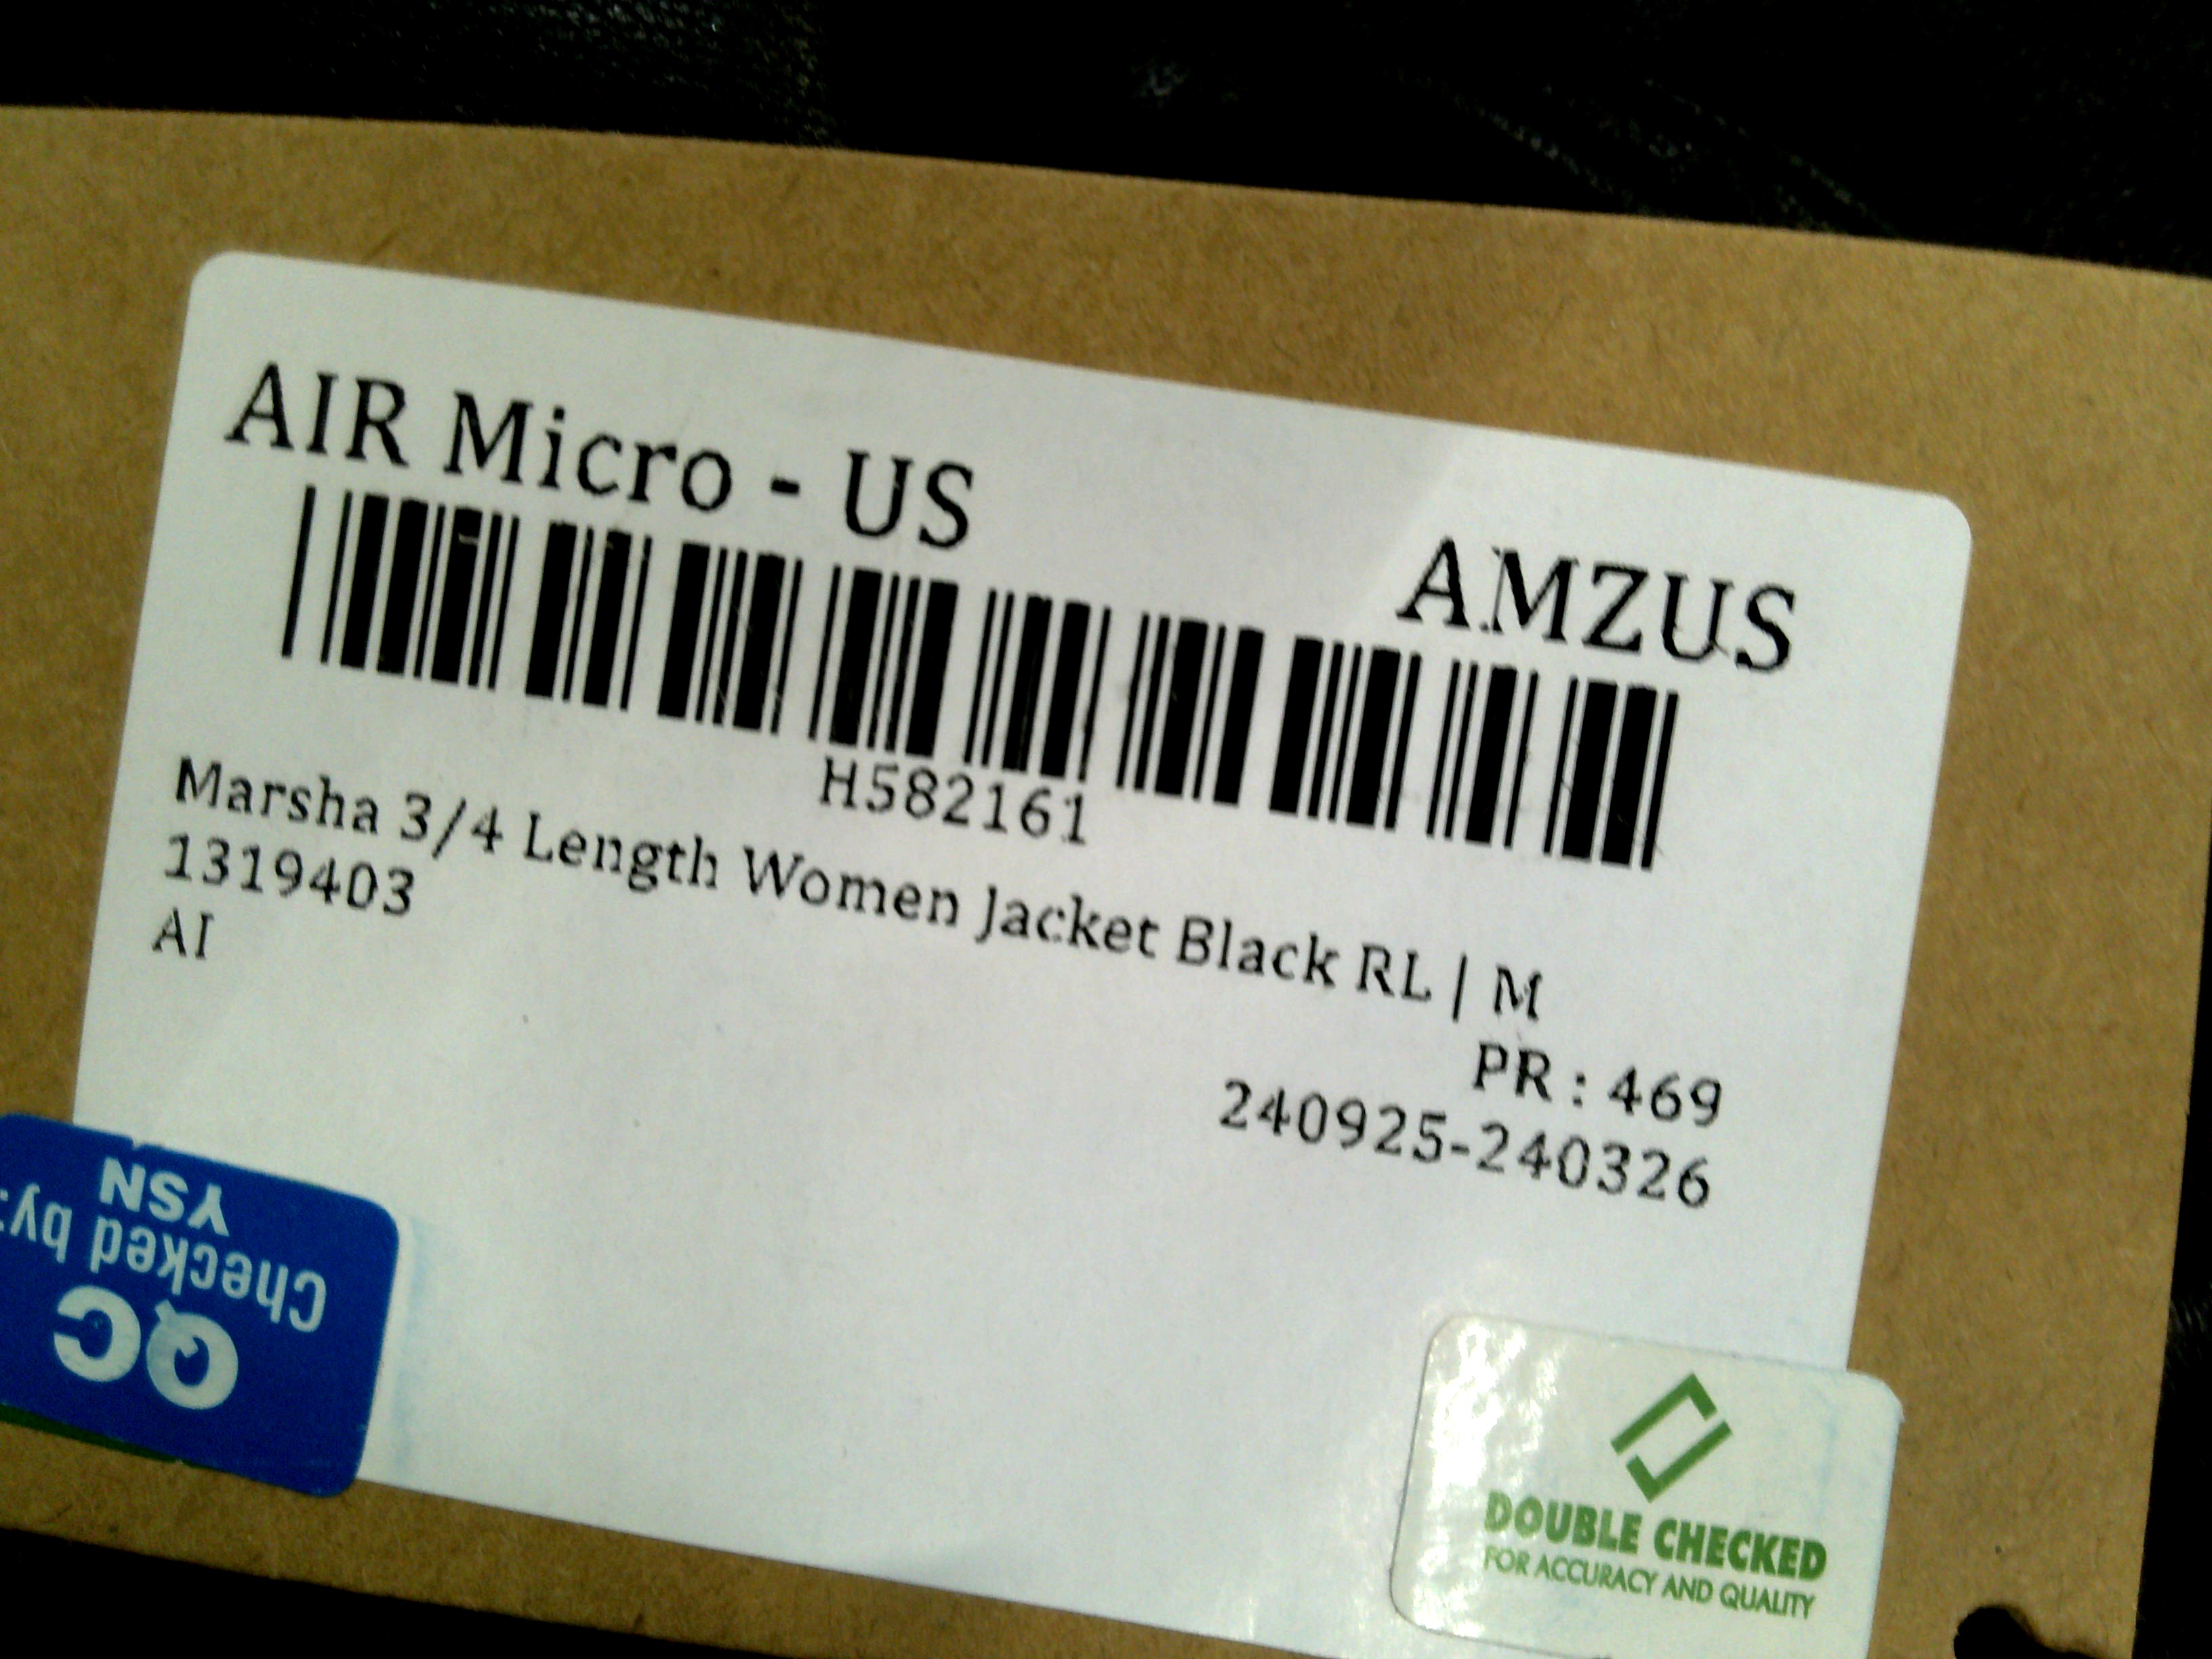 AIR Micro - US
AMZUS
H582161
Marsha 3/4 Length Women Jacket Black RL | M
1319403
AI
PR : 469
240925-240326
QC
Checked by:
YSN
DOUBLE CHECKED
FOR ACCURACY AND QUALITY